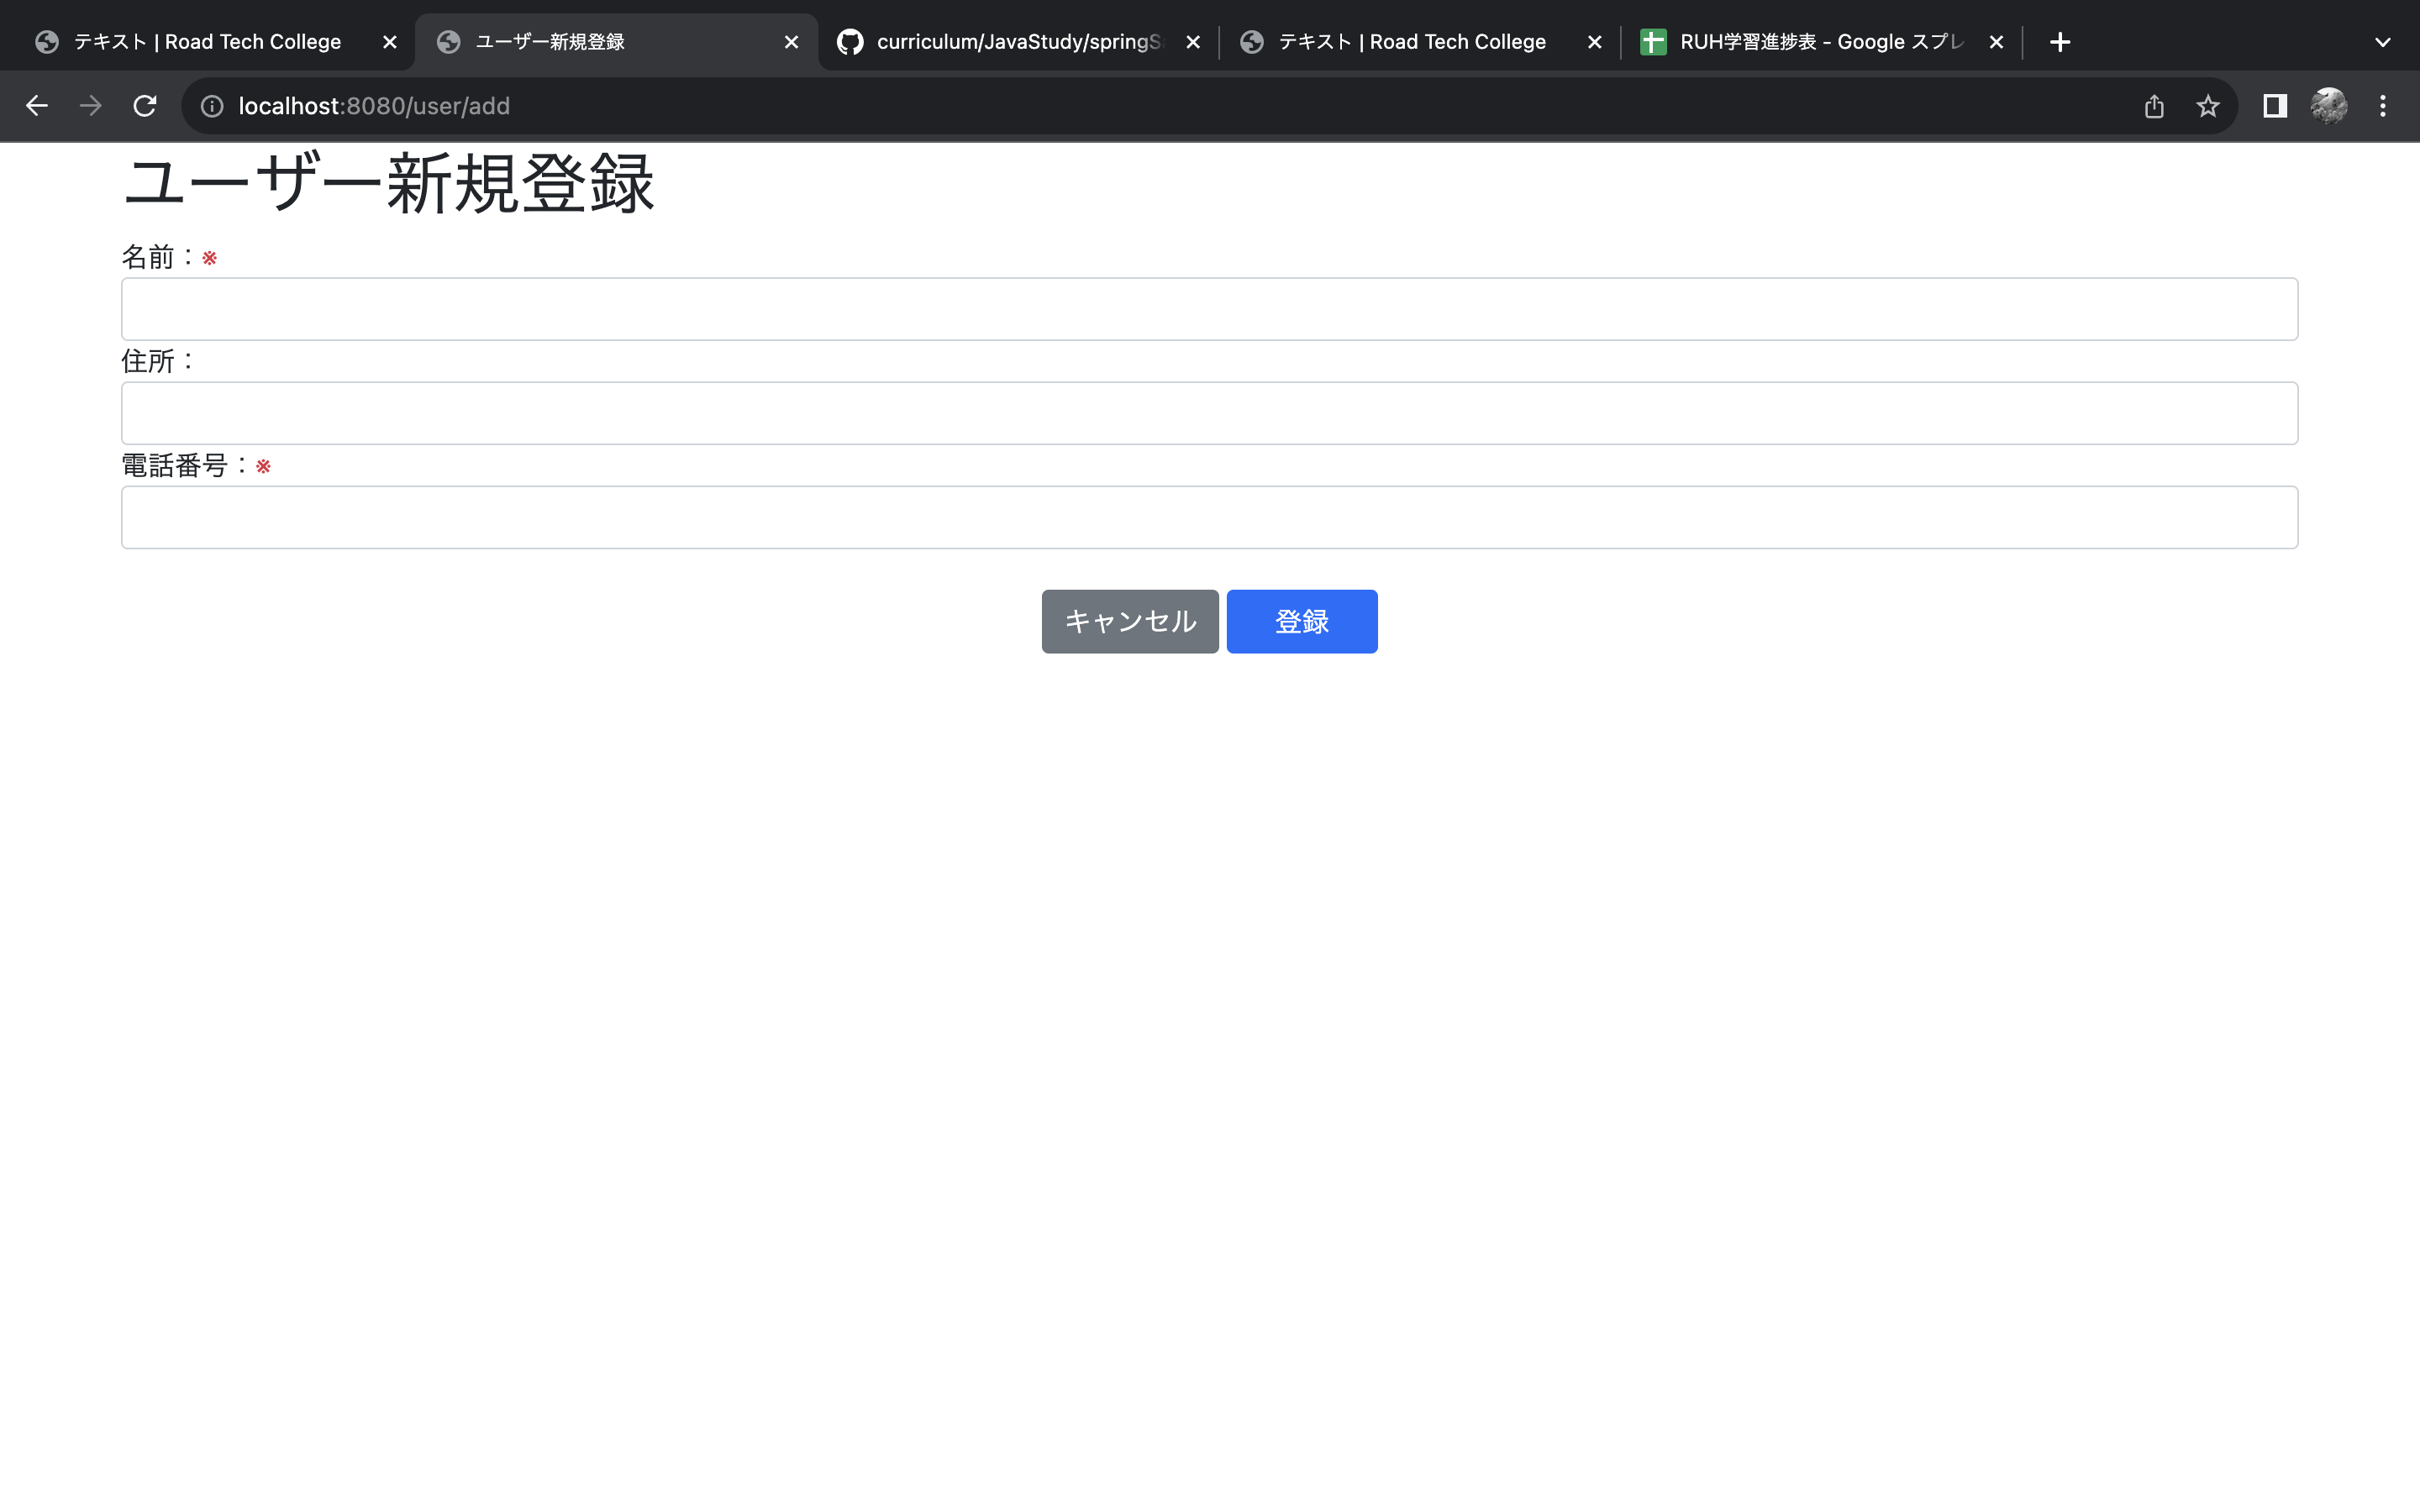 テキスト | Road Tech College
ユーザー新規登録
curriculum/JavaStudy/springS
テキスト | Road Tech College
RUH学習進捗表 - Google スプレ
localhost:8080/user/add
ユーザー新規登録
名前：※
住所：
電話番号：※
キャンセル 登録